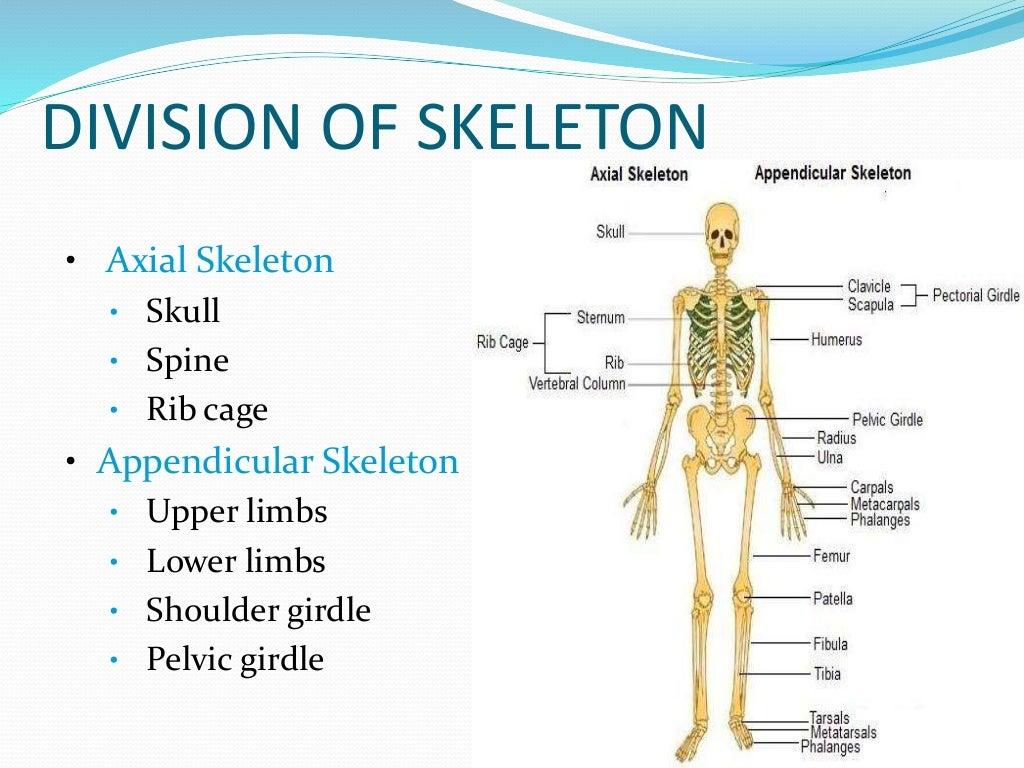 DIVISION OF SKELETON
• Axial Skeleton
• Skull
• Spine
• Rib cage
• Appendicular Skeleton
• Upper limbs
• Lower limbs
• Shoulder girdle
• Pelvic girdle
Axial Skeleton
Appendicular Skeleton
Skull
Clavicle
Scapula
Pectorial Girdle
Sternum
Rib Cage
Humerus
Rib
Vertebral Column
Pelvic Girdle
Radius
Ulna
Carpals
Metacarpals
Phalanges
Femur
Patella
Fibula
Tibia
Tarsals
Metatarsals
Phalanges